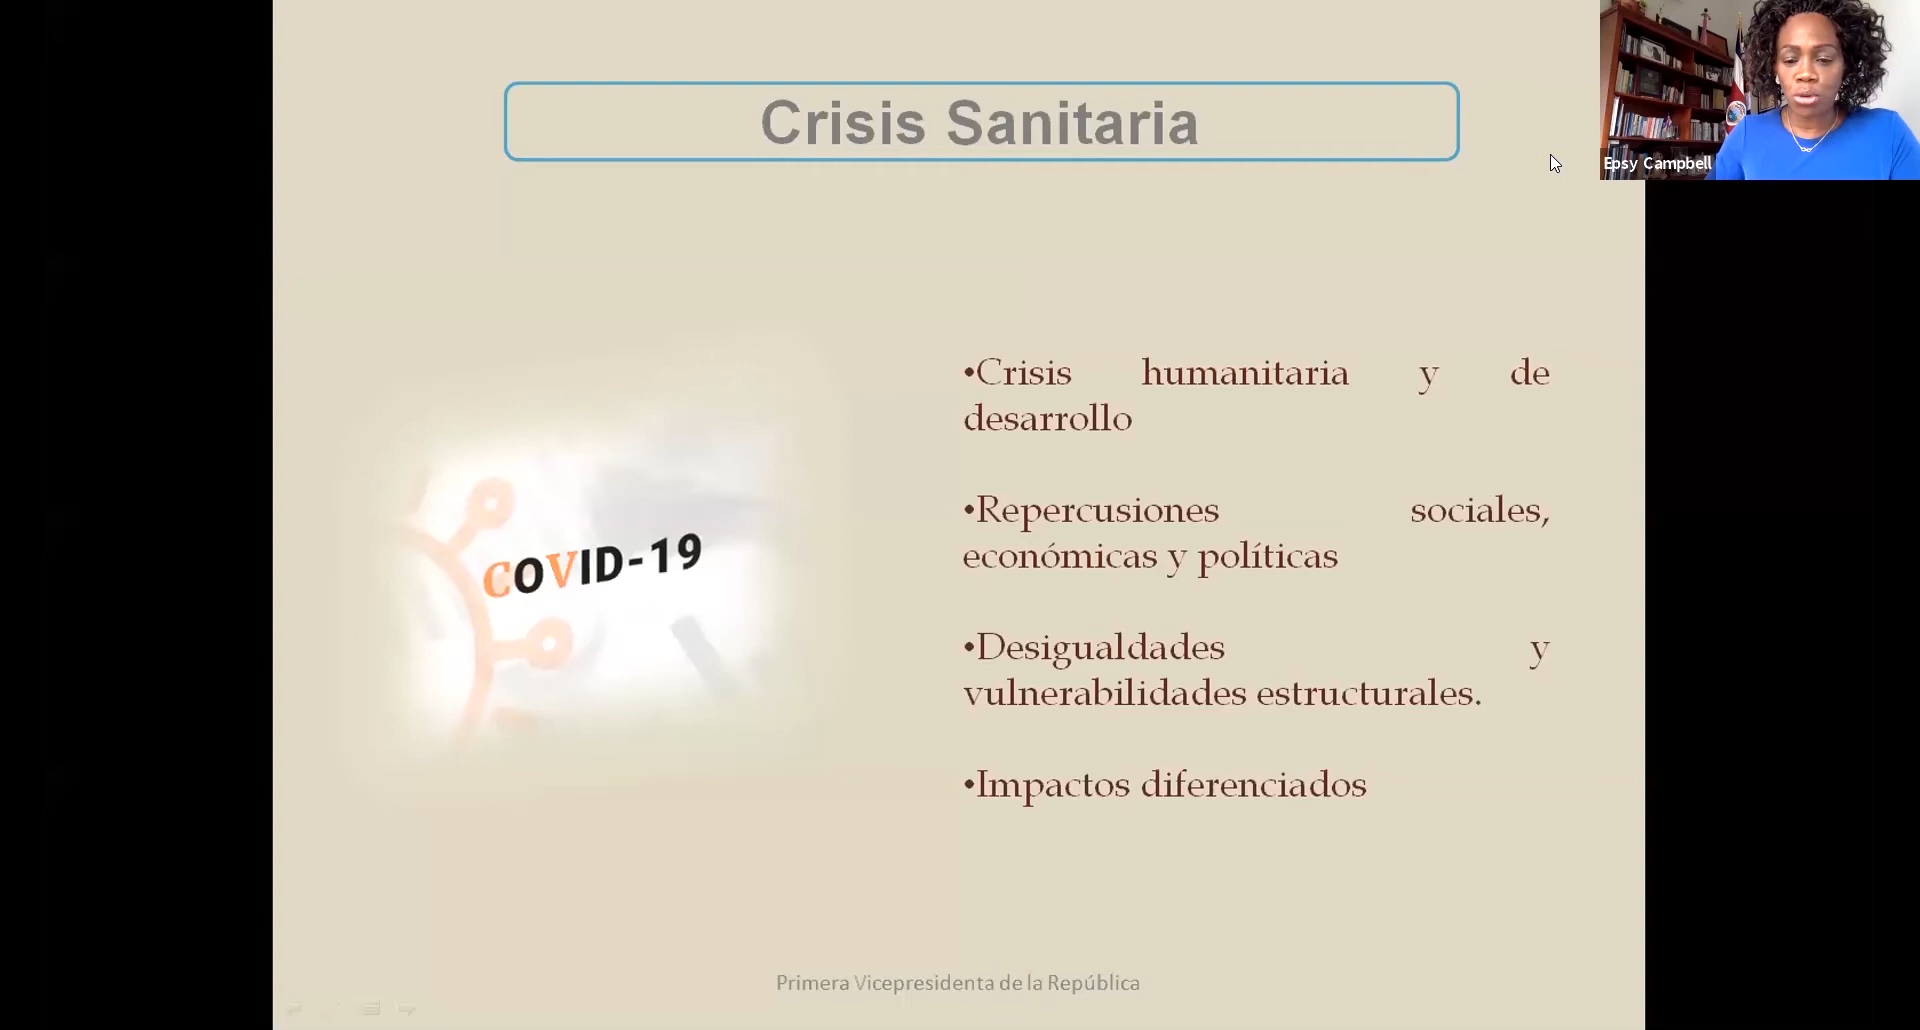 Crisis Sanitaria
Epsy Campbell
•Crisis humanitaria y de
desarrollo
•Repercusiones sociales,
económicas y políticas
•Desigualdades y
vulnerabilidades estructurales.
•Impactos diferenciados
COVID-19
Primera Vicepresidenta de la República